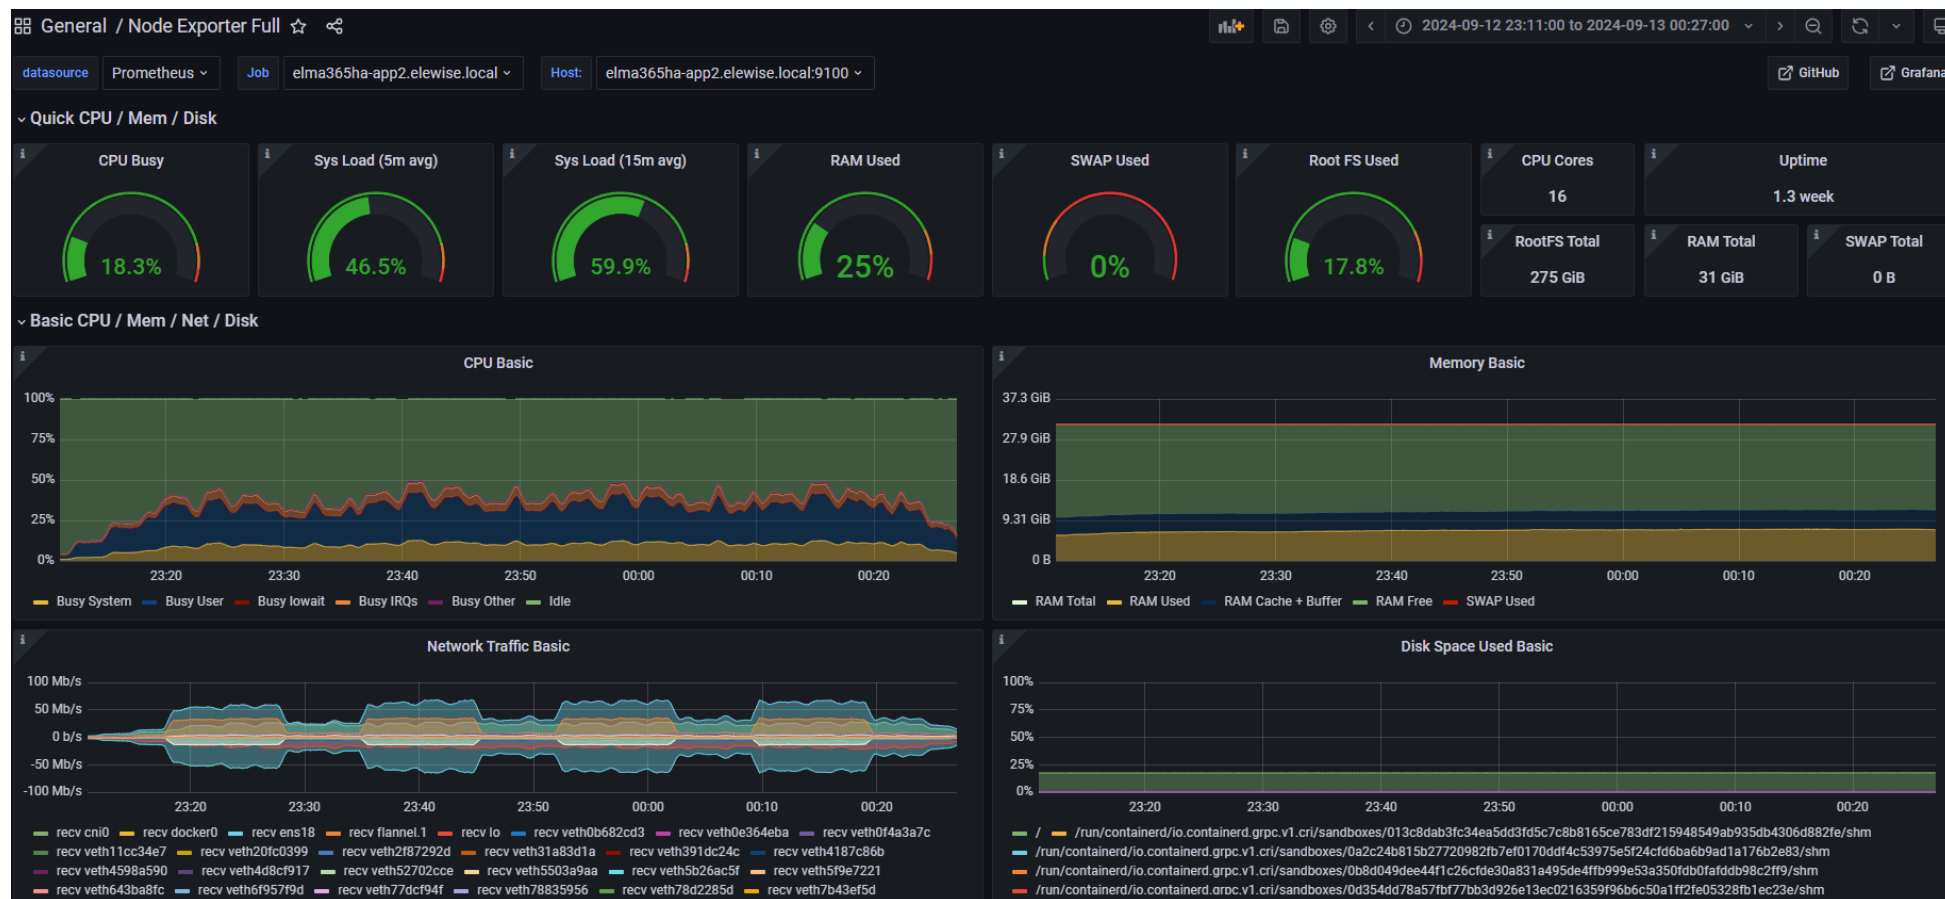 General / Node Exporter Full
2024-09-12 23:11:00 to 2024-09-13 00:27:00
datasource Prometheus Job elma365ha-app2.elewise.local Host: elma365ha-app2.elewise.local:9100 GitHub Grafana
Quick CPU / Mem / Disk
CPU Busy
18.3%
Sys Load (5m avg)
46.5%
Sys Load (15m avg)
59.9%
RAM Used
25%
SWAP Used
0%
Root FS Used
17.8%
CPU Cores
16
Uptime
1.3 week
RootFS Total
275 GiB
RAM Total
31 GiB
SWAP Total
0 B
Basic CPU / Mem / Net / Disk
CPU Basic
100%
75%
50%
25%
0%
23:20 23:30 23:40 23:50 00:00 00:10 00:20
Busy System Busy User Busy Iowait Busy IRQs Busy Other Idle
Memory Basic
37.3 GiB
27.9 GiB
18.6 GiB
9.31 GiB
0 B
23:20 23:30 23:40 23:50 00:00 00:10 00:20
RAM Total RAM Used RAM Cache + Buffer RAM Free SWAP Used
Network Traffic Basic
100 Mb/s
50 Mb/s
0 b/s
-50 Mb/s
-100 Mb/s
23:20 23:30 23:40 23:50 00:00 00:10 00:20
recv cni0 recv docker0 recv ens18 recv flannel.1 recv lo recv veth0b682cd3 recv veth0e364eba recv veth0f4a3a7c
recv veth11cc34e7 recv veth20fc0399 recv veth2f87292d recv veth31a83d1a recv veth391dc24c recv veth4187c86b
recv veth4598a590 recv veth4d8cf917 recv veth52702cce recv veth5503a9aa recv veth5b26ac5f recv veth5f9e7221
recv veth643ba8fc recv veth6f957f9d recv veth77dcf94f recv veth78835956 recv veth78d2285d recv veth7b43ef5d
Disk Space Used Basic
100%
75%
50%
25%
0%
23:20 23:30 23:40 23:50 00:00 00:10 00:20
/ /run/containerd/io.containerd.grpc.v1.cri/sandboxes/013c8dab3fc34ea5dd3fd5c7c8b8165ce783df215948549ab935db4306d882fe/shm
/run/containerd/io.containerd.grpc.v1.cri/sandboxes/0a2c24b815b27720982fb7ef0170ddf4c53975e5f24cfd6ba6b9ad1a176b2e83/shm
/run/containerd/io.containerd.grpc.v1.cri/sandboxes/0b8d049dee44f1c26cfde30a831a495de4ffb999e53a350fdb0fafddb98c2ff9/shm
/run/containerd/io.containerd.grpc.v1.cri/sandboxes/0d354dd78a57fbf77bb3d926e13ec0216359f96b6c50a1ff2fe05328fb1ec23e/shm